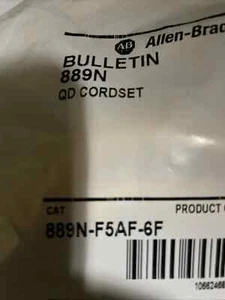 AB Allen-Brad
BULLETIN
889N
QD CORDSET
CAT PRODUCT
889N-F5AF-6F